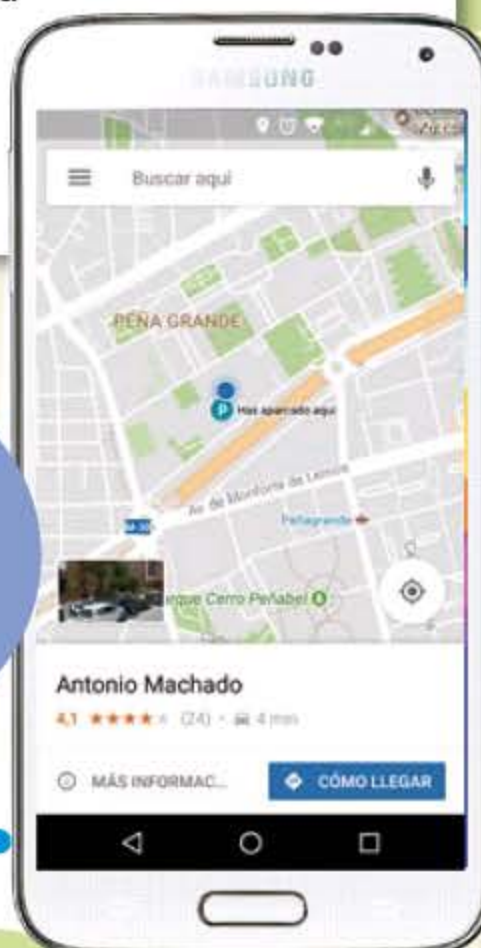 SAMSUNG
Buscar aquí
PEÑA GRANDE
P Has aparcado aquí
Av. de Monforte de Lemos
Peñagrande
M-30
Parque Cerro Peñabel
Antonio Machado
4,1 ★★★★★ (24) · 4 min
MÁS INFORMAC...
CÓMO LLEGAR